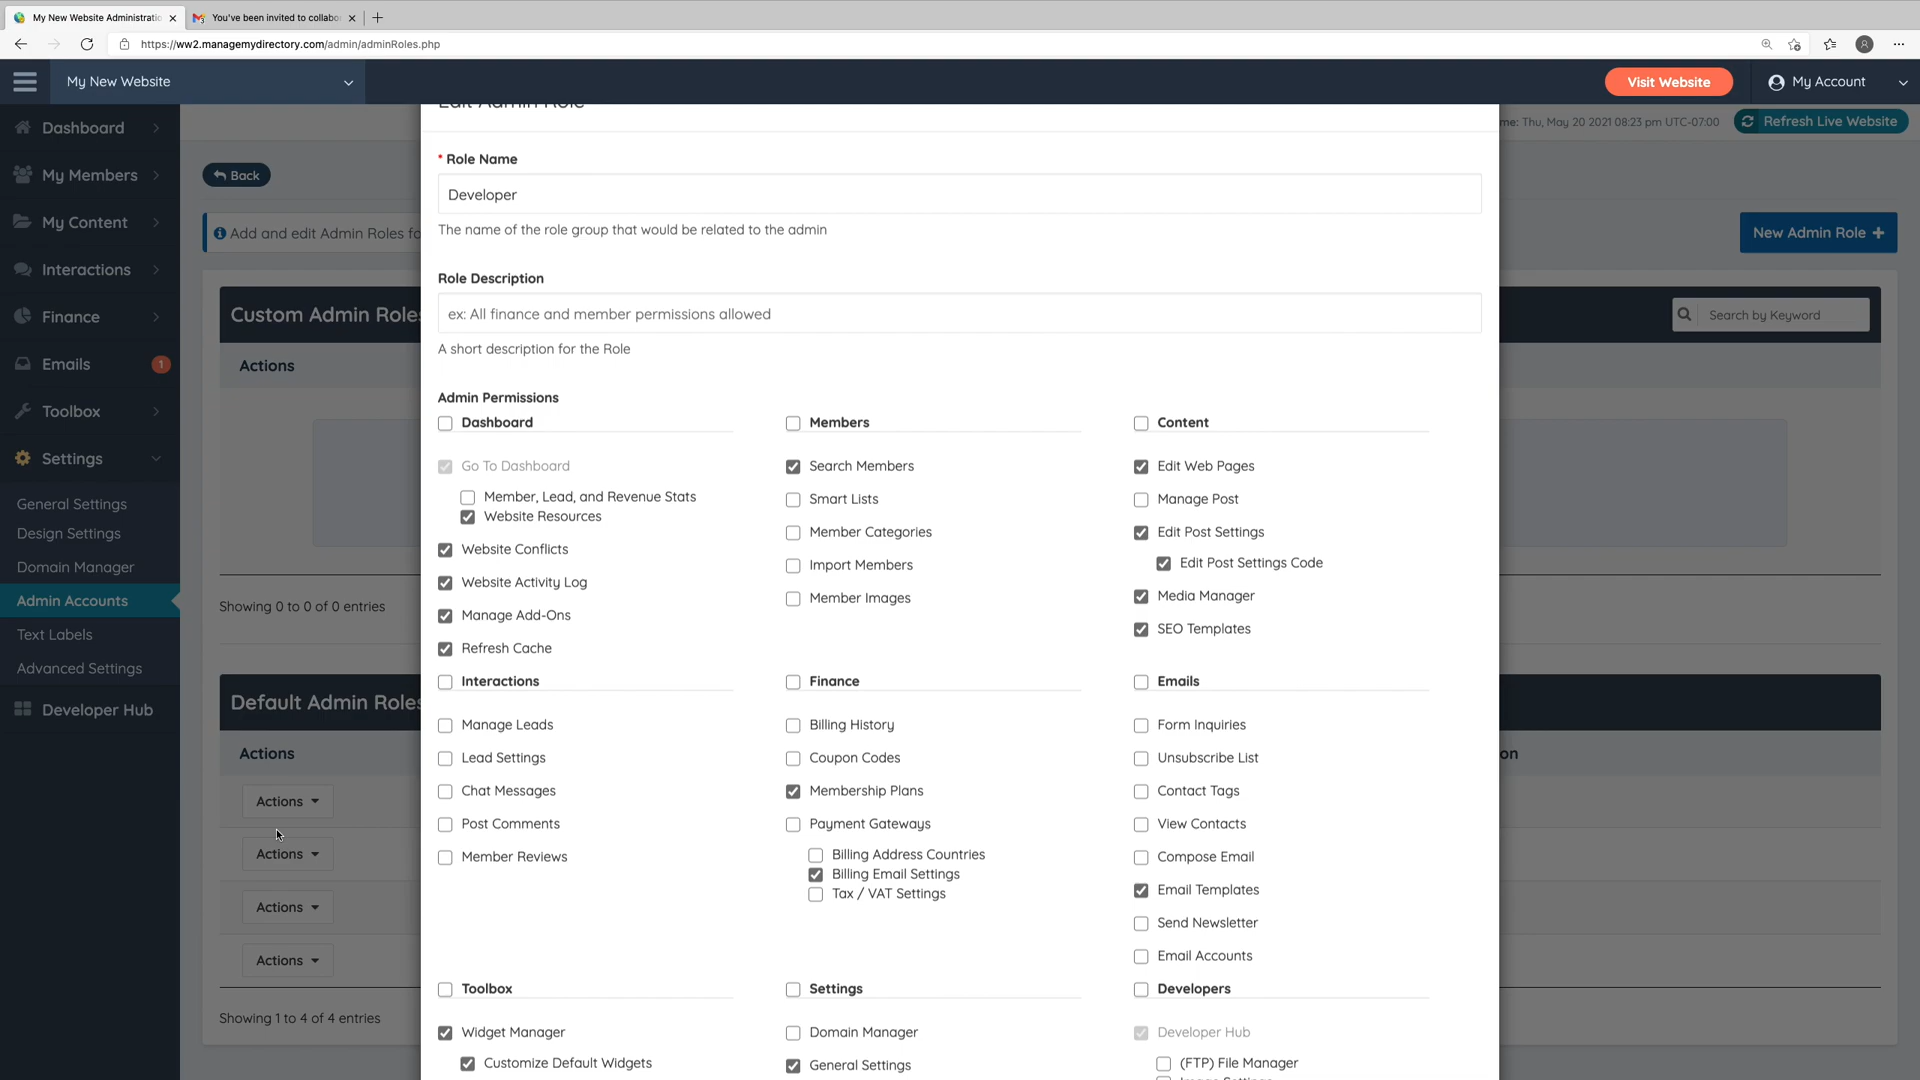 My New Website Administratio
You've been invited to collabo
https://ww2.managemydirectory.com/admin/adminRoles.php
My New Website
Visit Website
My Account
Edit Admin Role
me: Thu, May 20 2021 08:23 pm UTC-07:00
Refresh Live Website
Dashboard
My Members
My Content
Interactions
Finance
Emails
1
Toolbox
Settings
General Settings
Design Settings
Domain Manager
Admin Accounts
Text Labels
Advanced Settings
Developer Hub
Back
Add and edit Admin Roles fo
New Admin Role +
Custom Admin Roles
Search by Keyword
Actions
Showing 0 to 0 of 0 entries
Default Admin Roles
Actions
on
Actions
Actions
Actions
Actions
Showing 1 to 4 of 4 entries
* Role Name
Developer
The name of the role group that would be related to the admin
Role Description
ex: All finance and member permissions allowed
A short description for the Role
Admin Permissions
Dashboard
Go To Dashboard
Member, Lead, and Revenue Stats
Website Resources
Website Conflicts
Website Activity Log
Manage Add-Ons
Refresh Cache
Members
Search Members
Smart Lists
Member Categories
Import Members
Member Images
Content
Edit Web Pages
Manage Post
Edit Post Settings
Edit Post Settings Code
Media Manager
SEO Templates
Interactions
Manage Leads
Lead Settings
Chat Messages
Post Comments
Member Reviews
Finance
Billing History
Coupon Codes
Membership Plans
Payment Gateways
Billing Address Countries
Billing Email Settings
Tax / VAT Settings
Emails
Form Inquiries
Unsubscribe List
Contact Tags
View Contacts
Compose Email
Email Templates
Send Newsletter
Email Accounts
Toolbox
Widget Manager
Customize Default Widgets
Settings
Domain Manager
General Settings
Developers
Developer Hub
(FTP) File Manager